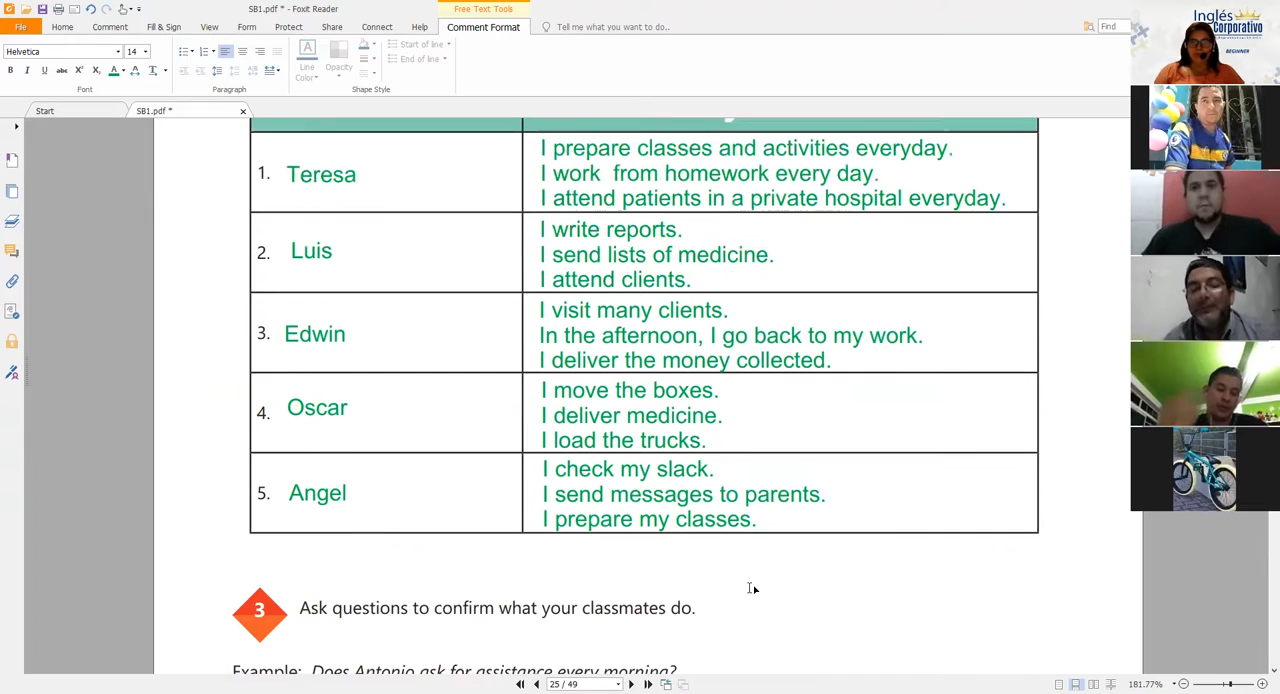 SB1.pdf * - Foxit Reader
Free Text Tools
File Home Comment Fill & Sign View Form Protect Share Connect Help Comment Format Tell me what you want to do..
Find
Helvetica 14
Start of line
End of line
Line Color
Opacity
Font Paragraph Shape Style
Start SB1.pdf *
Inglés
Corporativo
BEGINNER
1. Teresa
I prepare classes and activities everyday.
I work from homework every day.
I attend patients in a private hospital everyday.
2. Luis
I write reports.
I send lists of medicine.
I attend clients.
3. Edwin
I visit many clients.
In the afternoon, I go back to my work.
I deliver the money collected.
4. Oscar
I move the boxes.
I deliver medicine.
I load the trucks.
5. Angel
I check my slack.
I send messages to parents.
I prepare my classes.
3 Ask questions to confirm what your classmates do.
Example: Does Antonio ask for assistance every morning?
25 / 49
181.77%